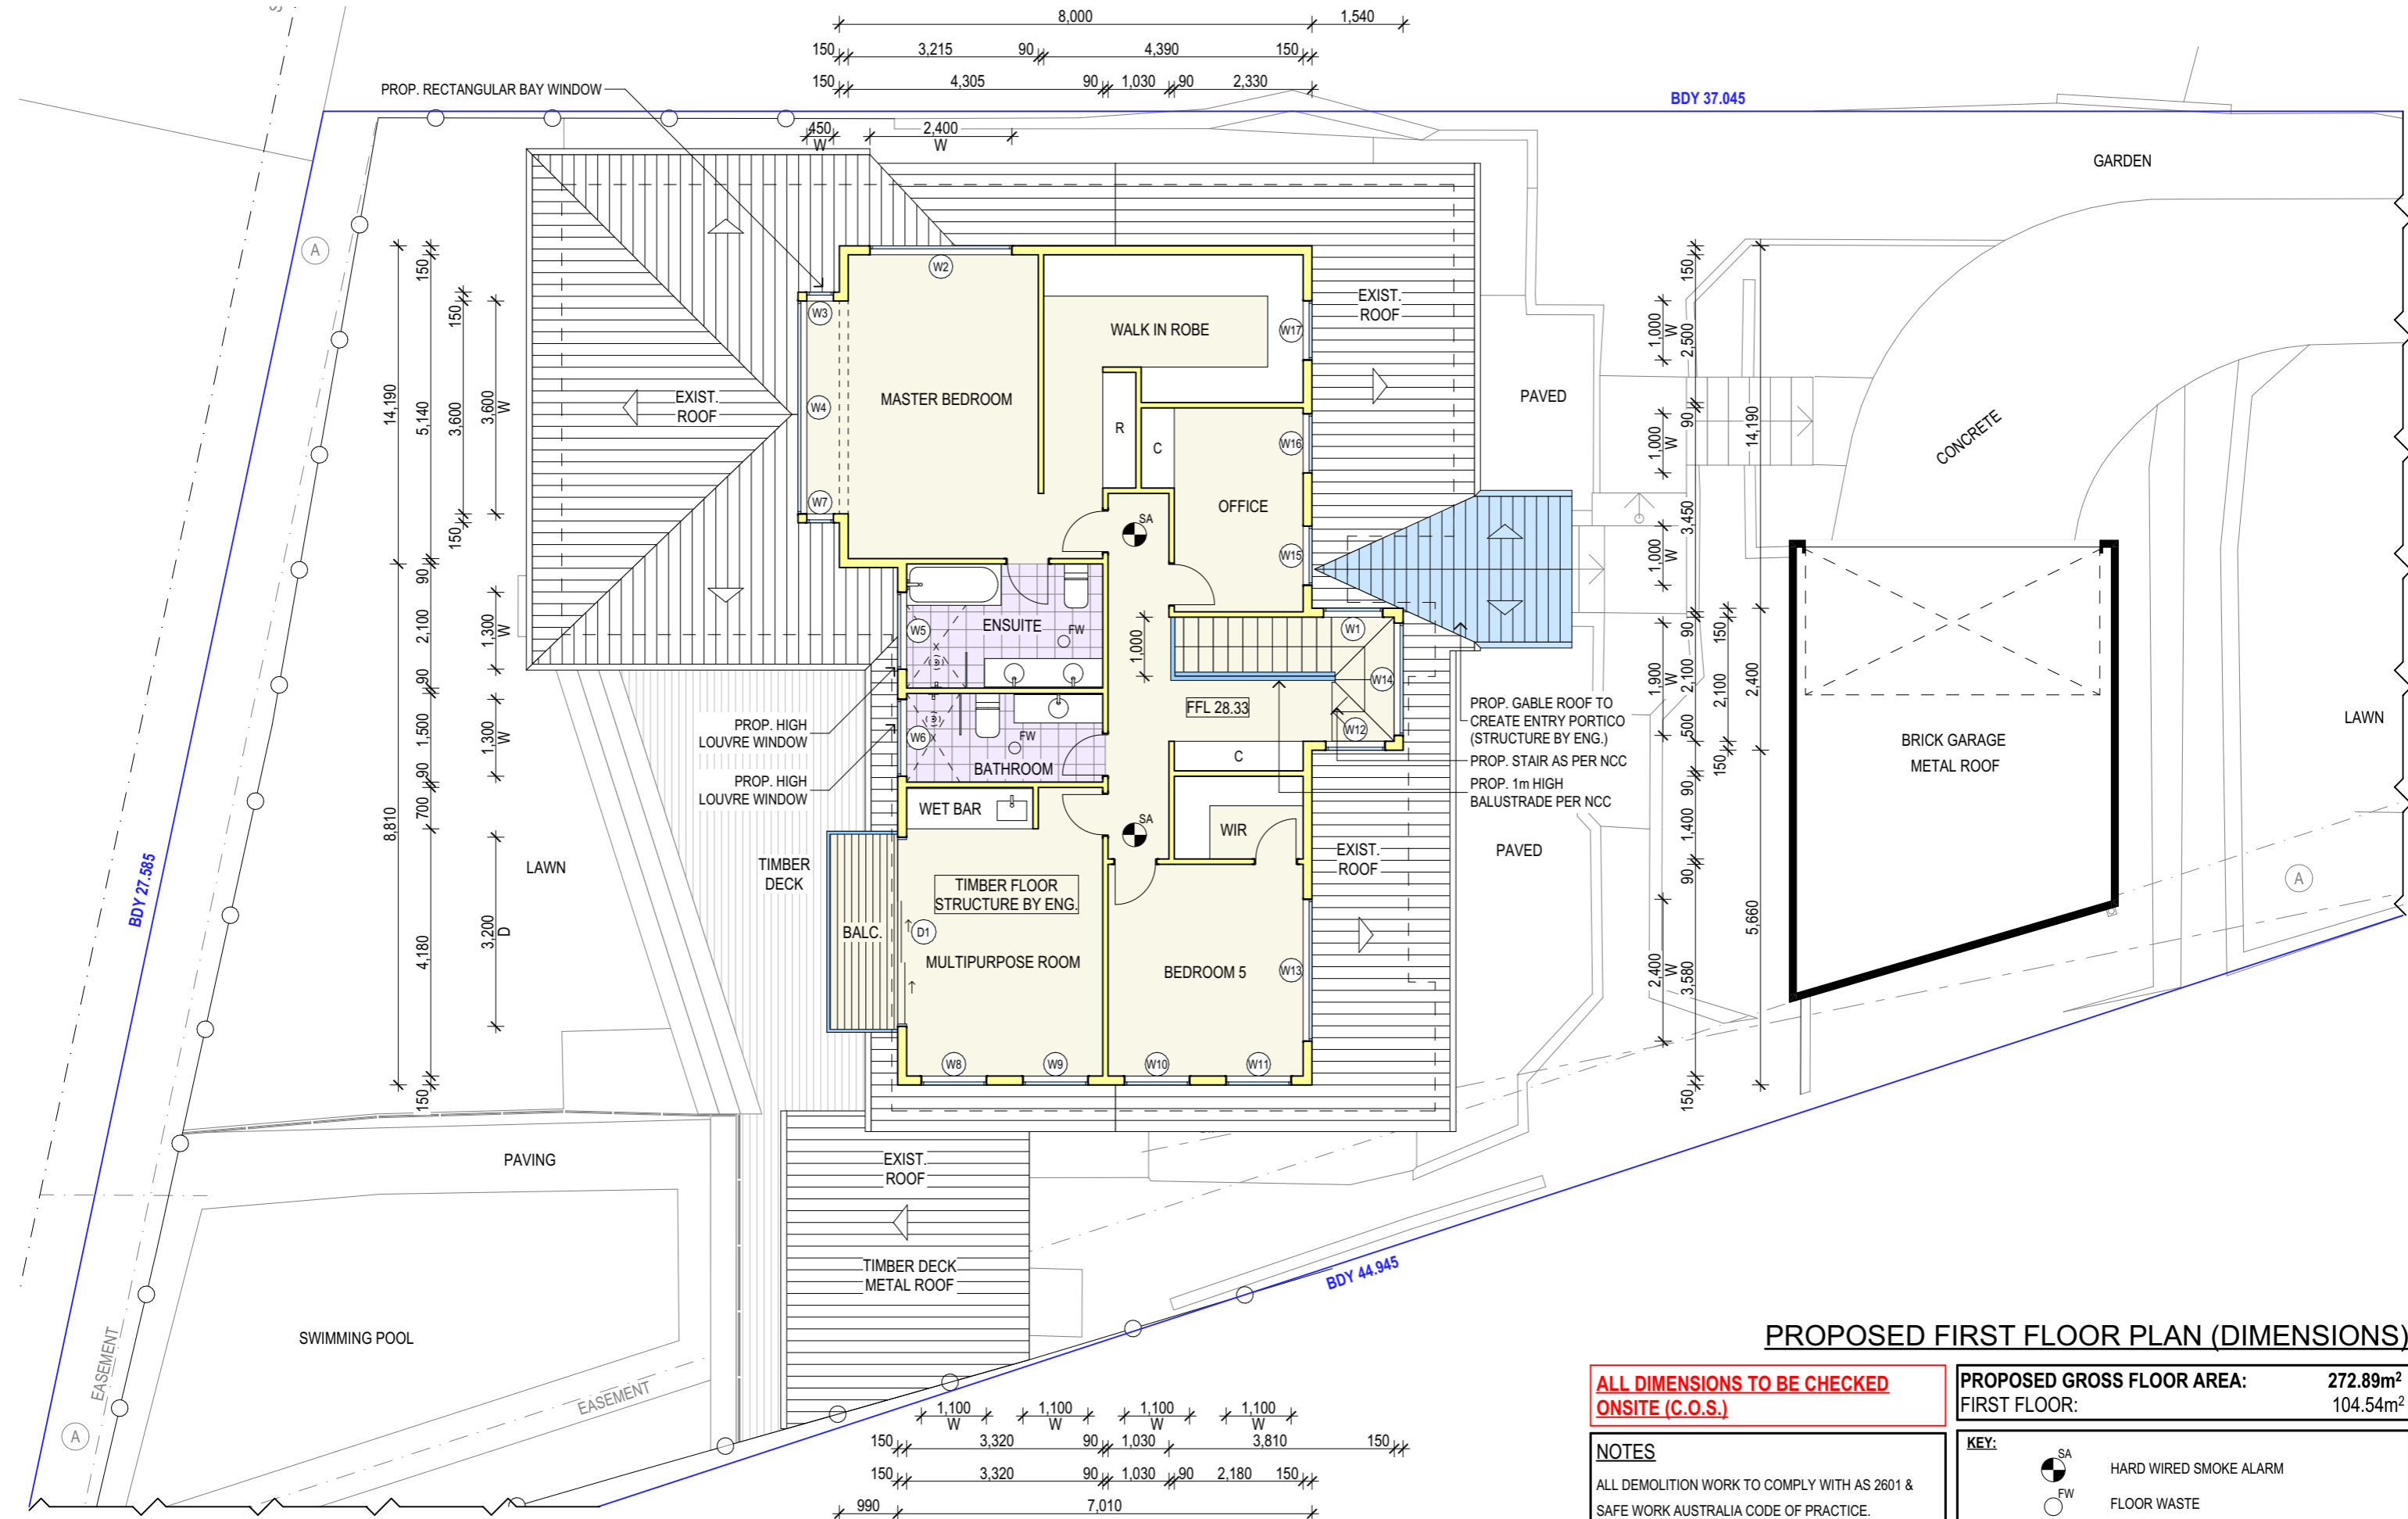 8,000
1,540
150
3,215
90
4,390
150
150
4,305
90
1,030
90
2,330
PROP. RECTANGULAR BAY WINDOW
BDY 37.045
450
W
2,400
W
GARDEN
A
W2
W3
W4
W7
MASTER BEDROOM
WALK IN ROBE
W17
EXIST.
ROOF
EXIST.
ROOF
R
C
W16
OFFICE
W15
SA
PAVED
CONCRETE
14,190
5,140
150
3,600
150
150
3,600
W
90
2,100
1,300
W
90
1,500
1,300
W
90
700
8,810
4,180
3,200
D
150
150
1,000
W
2,500
90
1,000
W
14,190
3,450
1,000
W
90
1,900
W
2,100
150
2,100
2,400
500
150
90
1,400
90
5,660
2,400
W
3,580
150
W5
ENSUITE
FW
1,000
W1
W14
W12
FFL 28.33
W6
FW
BATHROOM
C
PROP. HIGH
LOUVRE WINDOW
PROP. HIGH
LOUVRE WINDOW
PROP. GABLE ROOF TO
CREATE ENTRY PORTICO
(STRUCTURE BY ENG.)
PROP. STAIR AS PER NCC
PROP. 1m HIGH
BALUSTRADE PER NCC
BRICK GARAGE
METAL ROOF
LAWN
A
WET BAR
SA
WIR
EXIST.
ROOF
PAVED
BDY 27.585
LAWN
TIMBER
DECK
TIMBER FLOOR
STRUCTURE BY ENG.
BALC.
D1
MULTIPURPOSE ROOM
BEDROOM 5
W13
W8
W9
W10
W11
PAVING
EXIST.
ROOF
TIMBER DECK
METAL ROOF
BDY 44.945
SWIMMING POOL
EASEMENT
EASEMENT
A
1,100
W
1,100
W
1,100
W
1,100
W
150
3,320
90
1,030
3,810
150
150
3,320
90
1,030
90
2,180
150
990
7,010
PROPOSED FIRST FLOOR PLAN (DIMENSIONS)
ALL DIMENSIONS TO BE CHECKED
ONSITE (C.O.S.)
PROPOSED GROSS FLOOR AREA: 272.89m²
FIRST FLOOR: 104.54m²
NOTES
ALL DEMOLITION WORK TO COMPLY WITH AS 2601 &
SAFE WORK AUSTRALIA CODE OF PRACTICE.
KEY:
SA
HARD WIRED SMOKE ALARM
FW
FLOOR WASTE